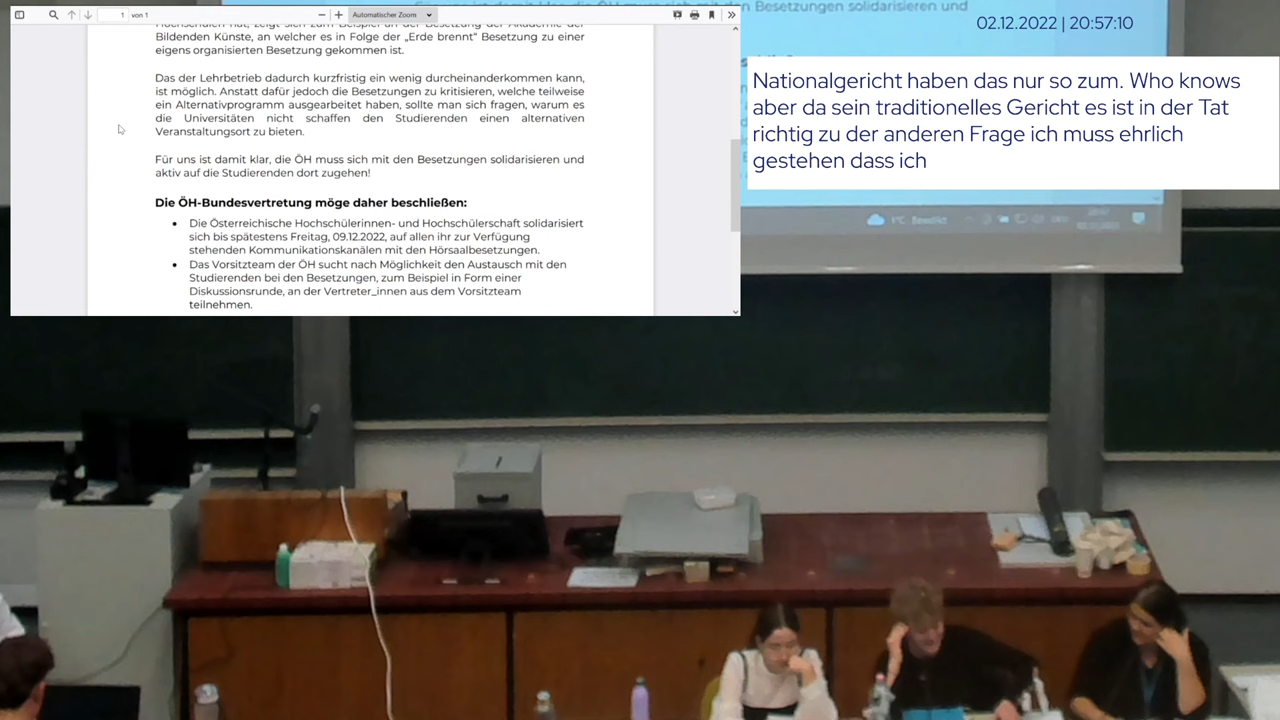 1 von 1
Automatischer Zoom
Bildenden Künste, an welcher es in Folge der „Erde brennt" Besetzung zu einer
eigens organisierten Besetzung gekommen ist.
Das der Lehrbetrieb dadurch kurzfristig ein wenig durcheinanderkommen kann,
ist möglich. Anstatt dafür jedoch die Besetzungen zu kritisieren, welche teilweise
ein Alternativprogramm ausgearbeitet haben, sollte man sich fragen, warum es
die Universitäten nicht schaffen den Studierenden einen alternativen
Veranstaltungsort zu bieten.
Für uns ist damit klar, die ÖH muss sich mit den Besetzungen solidarisieren und
aktiv auf die Studierenden dort zugehen!
Die ÖH-Bundesvertretung möge daher beschließen:
• Die Österreichische Hochschülerinnen- und Hochschülerschaft solidarisiert
sich bis spätestens Freitag, 09.12.2022, auf allen ihr zur Verfügung
stehenden Kommunikationskanälen mit den Hörsaalbesetzungen.
• Das Vorsitzteam der ÖH sucht nach Möglichkeit den Austausch mit den
Studierenden bei den Besetzungen, zum Beispiel in Form einer
Diskussionsrunde, an der Vertreter_innen aus dem Vorsitzteam
teilnehmen.
Besetzungen solidarisieren und
02.12.2022 | 20:57:10
Nationalgericht haben das nur so zum. Who knows
aber da sein traditionelles Gericht es ist in der Tat
richtig zu der anderen Frage ich muss ehrlich
gestehen dass ich
1°C